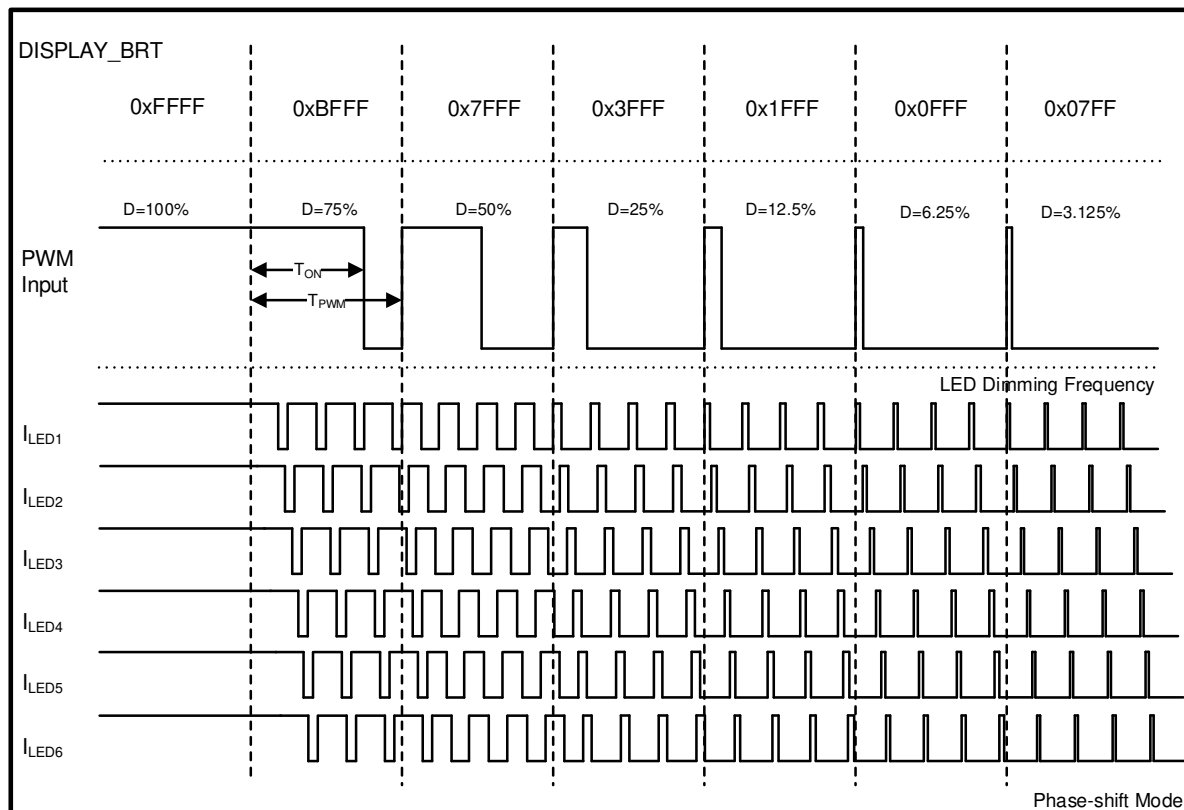 DISPLAY_BRT
0xFFFF 0xBFFF 0x7FFF 0x3FFF 0x1FFF 0x0FFF 0x07FF
D=100% D=75% D=50% D=25% D=12.5% D=6.25% D=3.125%
PWM
Input
TON
TPWM
LED Dimming Frequency
ILED1
ILED2
ILED3
ILED4
ILED5
ILED6
Phase-shift Mode